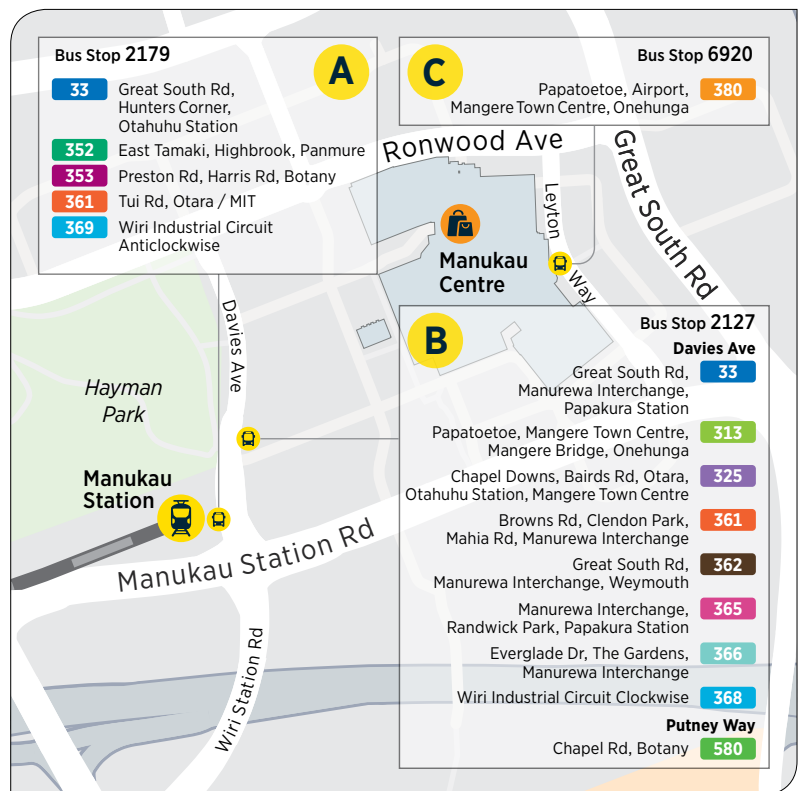 Bus Stop 2179
A
33 Great South Rd,
Hunters Corner,
Otahuhu Station
352 East Tamaki, Highbrook, Panmure
353 Preston Rd, Harris Rd, Botany
361 Tui Rd, Otara / MIT
369 Wiri Industrial Circuit
Anticlockwise
C
Bus Stop 6920
Papatoetoe, Airport, 380
Mangere Town Centre, Onehunga
Ronwood Ave
Great South Rd
Leyton Way
Manukau
Centre
Davies Ave
Hayman
Park
Manukau
Station
Manukau Station Rd
Wiri Station Rd
B
Bus Stop 2127
Davies Ave
Great South Rd, 33
Manurewa Interchange,
Papakura Station
Papatoetoe, Mangere Town Centre, 313
Mangere Bridge, Onehunga
Chapel Downs, Bairds Rd, Otara, 325
Otahuhu Station, Mangere Town Centre
Browns Rd, Clendon Park, 361
Mahia Rd, Manurewa Interchange
Great South Rd, 362
Manurewa Interchange, Weymouth
Manurewa Interchange, 365
Randwick Park, Papakura Station
Everglade Dr, The Gardens, 366
Manurewa Interchange
Wiri Industrial Circuit Clockwise 368
Putney Way
Chapel Rd, Botany 580